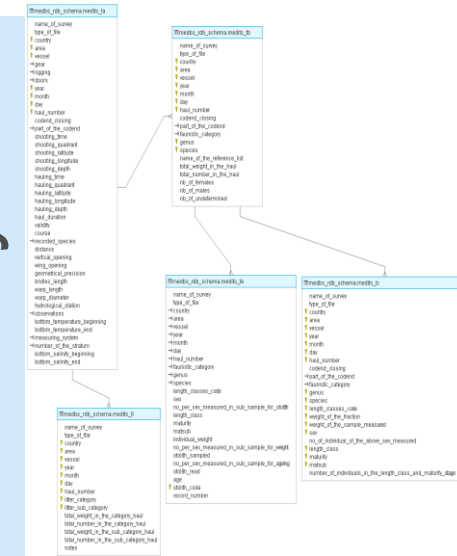 medbs_rdb_schema.medits_ta
name_of_survey
type_of_file
country
area
vessel
gear
rigging
doors
year
month
day
haul_number
codend_closing
part_of_the_codend
shooting_time
shooting_quadrant
shooting_latitude
shooting_longitude
shooting_depth
hauling_time
hauling_quadrant
hauling_latitude
hauling_longitude
hauling_depth
haul_duration
validity
course
recorded_species
distance
vertical_opening
wing_opening
geometrical_precision
bridles_length
warp_length
warp_diameter
hydrological_station
observations
bottom_temperature_beginning
bottom_temperature_end
measuring_system
number_of_the_stratum
bottom_salinity_beginning
bottom_salinity_end
medbs_rdb_schema.medits_tb
name_of_survey
type_of_file
country
area
vessel
year
month
day
haul_number
codend_closing
part_of_the_codend
faunistic_category
genus
species
name_of_the_reference_list
total_weight_in_the_haul
total_number_in_the_haul
nb_of_females
nb_of_males
nb_of_undetermined
medbs_rdb_schema.medits_te
name_of_survey
type_of_file
country
area
vessel
year
month
day
haul_number
faunistic_category
genus
species
length_classes_code
sex
no_per_sex_measured_in_sub_sample_for_otolith
length_class
maturity
matsub
individual_weight
no_per_sex_measured_in_sub_sample_for_weight
otolith_sampled
no_per_sex_measured_in_sub_sample_for_ageing
otolith_read
age
otolith_code
record_number
medbs_rdb_schema.medits_tc
name_of_survey
type_of_file
country
area
vessel
year
month
day
haul_number
codend_closing
part_of_the_codend
faunistic_category
genus
species
length_classes_code
weight_of_the_fraction
weight_of_the_sample_measured
sex
no_of_individual_of_the_above_sex_measured
length_class
maturity
matsub
number_of_individuals_in_the_length_class_and_maturity_stage
medbs_rdb_schema.medits_tl
name_of_survey
type_of_file
country
area
vessel
year
month
day
haul_number
litter_category
litter_sub_category
total_weight_in_the_category_haul
total_number_in_the_category_haul
total_weight_in_the_sub_category_haul
total_number_in_the_sub_category_haul
notes